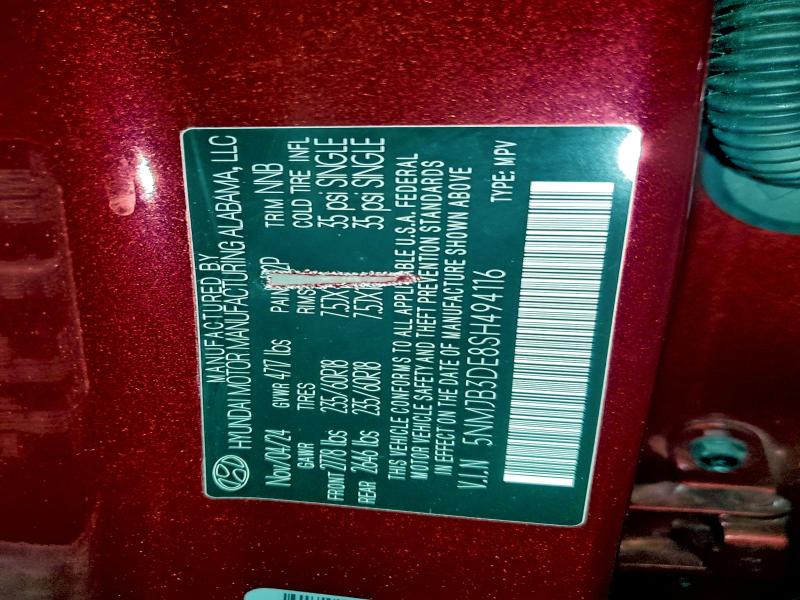 MANUFACTURED BY
HYUNDAI MOTOR MANUFACTURING ALABAMA, LLC
Nov/04/24 GVWR 4717 lbs TRIM NNB
GAWR TIRES RIMS COLD TIRE INFL
FRONT 2778 lbs 235/60R18 35 psi SINGLE
REAR 2646 lbs 235/60R18 35 psi SINGLE
THIS VEHICLE CONFORMS TO ALL APPLICABLE U.S.A. FEDERAL
MOTOR VEHICLE SAFETY AND THEFT PREVENTION STANDARDS
IN EFFECT ON THE DATE OF MANUFACTURE SHOWN ABOVE
V.I.N 5NMJB3DE8SH494116
TYPE: MPV